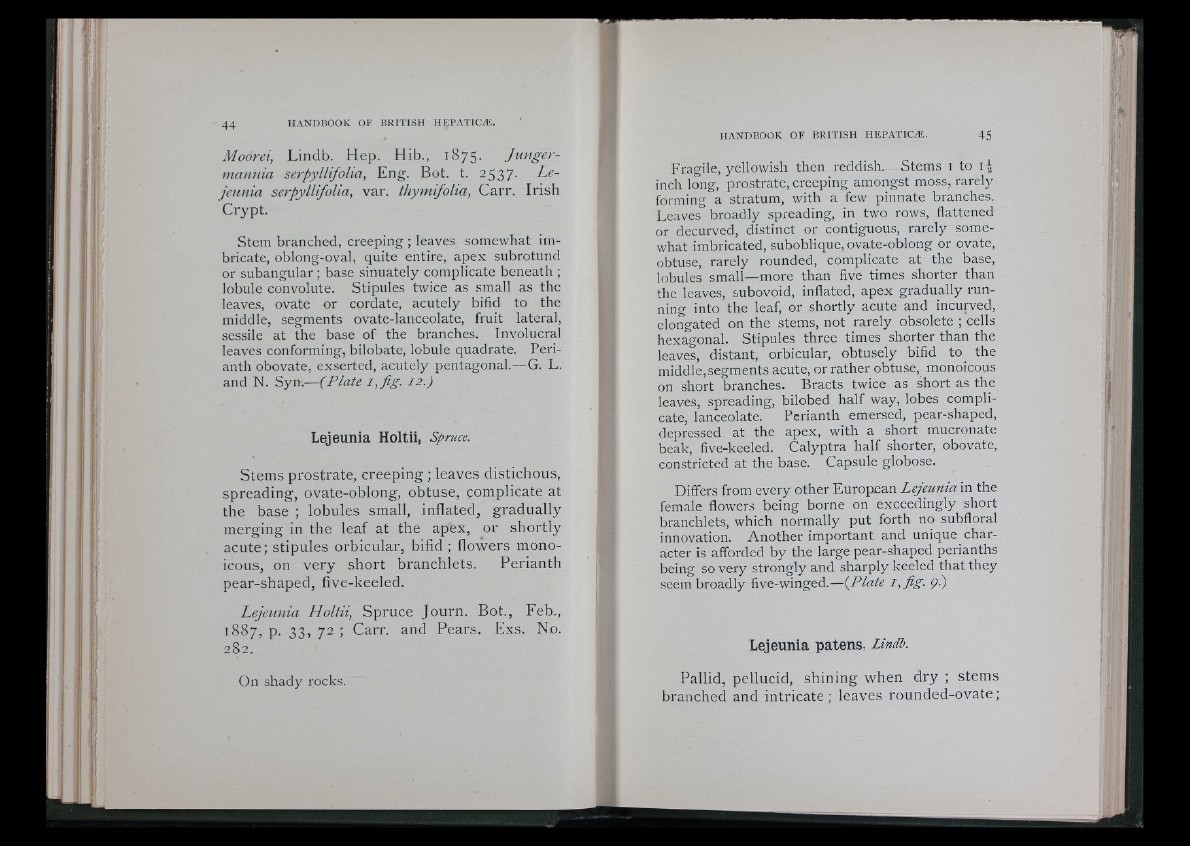 44 HANDBOOK OF BRITISH HEPATICÆ.
Moorei, Lindb. Hep. Hib., 1875. Junger-
mannia serpyllifolia, Eng. Bot. t. 2537. Le-
jeunia serpyllifolia, var. thymifolia, Carr. Irish
Crypt.
Stem branched, creeping ; leaves somewhat im-
bricate, oblong-oval, quite entire, apex subrotund
or subangular ; base sinuately complicate beneath ;
lobule convolute. Stipules twice as small as the
leaves, ovate or cordate, acutely bifid to the
middle, segments ovate-lanceolate, fruit lateral,
sessile at the base of the branches. Involucral
leaves conforming, bilobate, lobule quadrate. Peri-
anth obovate, exserted, acutely pentagonal.—G. L.
and N. Syn.—(Plate 1, fig. 12.)
Lejeunia Holtii, Spruce.
Stems prostrate, creeping ; leaves distichous,
spreading, ovate-oblong, obtuse, complicate at
the base ; lobules small, inflated, gradually
merging in the leaf at the apex, or shortly
acute; stipules orbicular, bifid ; flowers mono-
icous, on very short branchlets. Perianth
pear-shaped, five-keeled.
Lejeunia Holtii, Spruce Journ. Bot., Feb.,
1887, p. 33, 72 ; Carr. and Pears. Exs. No.
282.
On shady rocks.
HANDBOOK OF BRITISH HEPATICÆ. 45
Fragile, yellowish then reddish. Stems 1 to 1½
inch long, prostrate, creeping amongst moss, rarely
forming a stratum, with a few pinnate branches.
Leaves broadly spreading, in two rows, flattened
or decurved, distinct or contiguous, rarely some-
what imbricated, suboblique, ovate-oblong or ovate,
obtuse, rarely rounded, complicate at the base,
lobules small—more than five times shorter than
the leaves, subovoid, inflated, apex gradually run-
ning into the leaf, or shortly acute and incurved,
elongated on the stems, not rarely obsolete ; cells
hexagonal. Stipules three times shorter than the
leaves, distant, orbicular, obtusely bifid to the
middle, segments acute, or rather obtuse, monoicous
on short branches. Bracts twice as short as the
leaves, spreading, bilobed half way, lobes compli-
cate, lanceolate. Perianth emersed, pear-shaped,
depressed at the apex, with a short mucronate
beak, five-keeled. Calyptra half shorter, obovate,
constricted at the base. Capsule globose.
Differs from every other European Lejeunia in the
female flowers being borne on exceedingly short
branchlets, which normally put forth no subfloral
innovation. Another important and unique char-
acter is afforded by the large pear-shaped perianths
being so very strongly and sharply keeled that they
seem broadly five-winged.—(Plate 1, fig. 9.)
Lejeunia patens, Lindb.
Pallid, pellucid, shining when dry ; stems
branched and intricate ; leaves rounded-ovate;